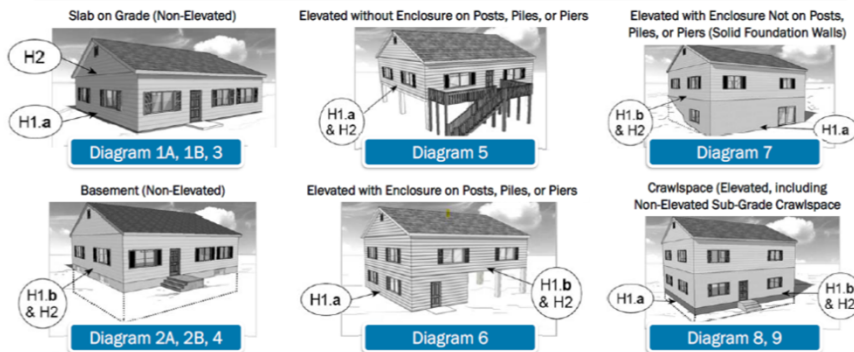 Slab on Grade (Non-Elevated)
H2
H1.a
Diagram 1A, 1B, 3
Elevated without Enclosure on Posts, Piles, or Piers
H1.a
& H2
Diagram 5
Elevated with Enclosure Not on Posts,
Piles, or Piers (Solid Foundation Walls)
H1.b
& H2
H1.a
Diagram 7
Basement (Non-Elevated)
H1.b
& H2
Diagram 2A, 2B, 4
Elevated with Enclosure on Posts, Piles, or Piers
H1.a
H1.b
& H2
Diagram 6
Crawlspace (Elevated, including
Non-Elevated Sub-Grade Crawlspace
H1.a
H1.b
& H2
Diagram 8, 9